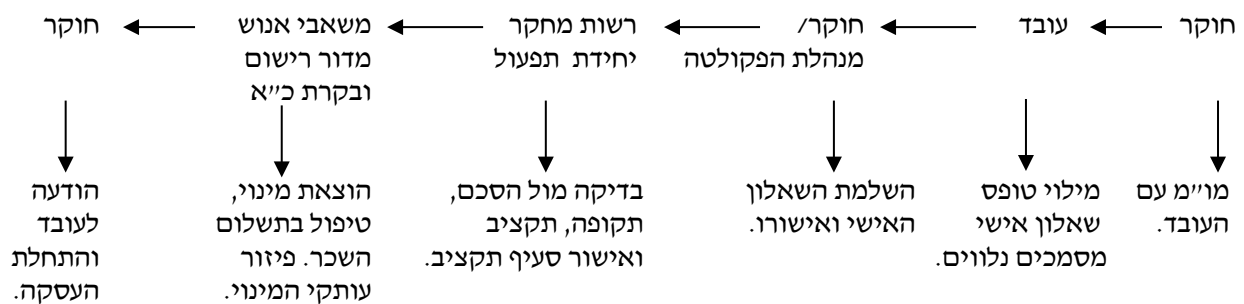 חוקר
עובד
חוקר/
מנהלת הפקולטה
רשות מחקר
יחידת תפעול
משאבי אנוש
מדור רישום
ובקרת כ״א
חוקר
מו״מ עם
העובד.
מילוי טופס
שאלון אישי
מסמכים נלווים.
השלמת השאלון
האישי ואישורו.
בדיקה מול הסכם,
תקופה, תקציב
ואישור סעיף תקציב.
הוצאת מינוי,
טיפול בתשלום
השכר. פיזור
עותקי המינוי.
הודעה
לעובד
והתחלת
העסקה.